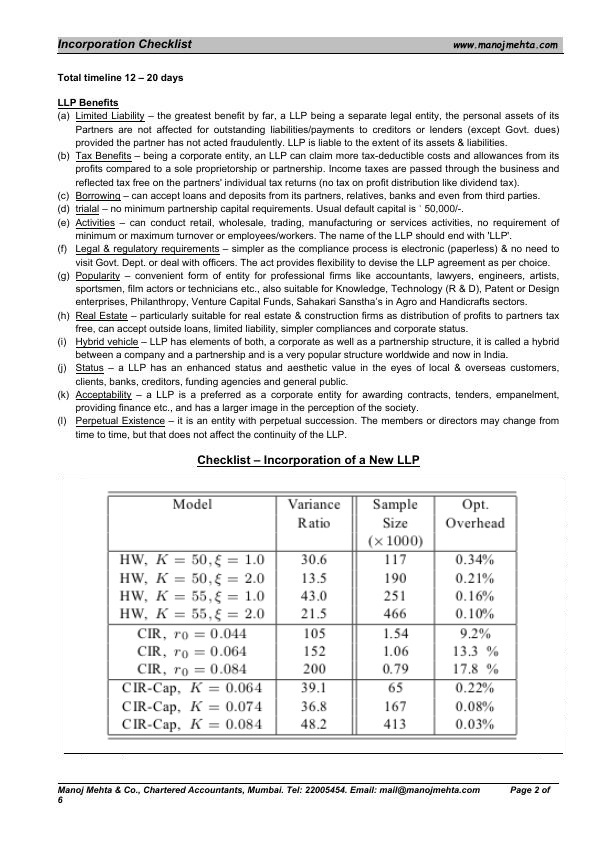 Incorporation Checklist www.manojmehta.com
Total timeline 12 – 20 days
LLP Benefits
(a) Limited Liability – the greatest benefit by far, a LLP being a separate legal entity, the personal assets of its
Partners are not affected for outstanding liabilities/payments to creditors or lenders (except Govt. dues)
provided the partner has not acted fraudulently. LLP is liable to the extent of its assets & liabilities.
(b) Tax Benefits – being a corporate entity, an LLP can claim more tax-deductible costs and allowances from its
profits compared to a sole proprietorship or partnership. Income taxes are passed through the business and
reflected tax free on the partners' individual tax returns (no tax on profit distribution like dividend tax).
(c) Borrowing – can accept loans and deposits from its partners, relatives, banks and even from third parties.
(d) trialal – no minimum partnership capital requirements. Usual default capital is ` 50,000/-.
(e) Activities – can conduct retail, wholesale, trading, manufacturing or services activities, no requirement of
minimum or maximum turnover or employees/workers. The name of the LLP should end with 'LLP'.
(f) Legal & regulatory requirements – simpler as the compliance process is electronic (paperless) & no need to
visit Govt. Dept. or deal with officers. The act provides flexibility to devise the LLP agreement as per choice.
(g) Popularity – convenient form of entity for professional firms like accountants, lawyers, engineers, artists,
sportsmen, film actors or technicians etc., also suitable for Knowledge, Technology (R & D), Patent or Design
enterprises, Philanthropy, Venture Capital Funds, Sahakari Sanstha's in Agro and Handicrafts sectors.
(h) Real Estate – particularly suitable for real estate & construction firms as distribution of profits to partners tax
free, can accept outside loans, limited liability, simpler compliances and corporate status.
(i) Hybrid vehicle – LLP has elements of both, a corporate as well as a partnership structure, it is called a hybrid
between a company and a partnership and is a very popular structure worldwide and now in India.
(j) Status – a LLP has an enhanced status and aesthetic value in the eyes of local & overseas customers,
clients, banks, creditors, funding agencies and general public.
(k) Acceptability – a LLP is a preferred as a corporate entity for awarding contracts, tenders, empanelment,
providing finance etc., and has a larger image in the perception of the society.
(l) Perpetual Existence – it is an entity with perpetual succession. The members or directors may change from
time to time, but that does not affect the continuity of the LLP.
Checklist – Incorporation of a New LLP
Model Variance Sample Opt.
Ratio Size Overhead
(×1000)
HW, K = 50, ξ = 1.0 30.6 117 0.34%
HW, K = 50, ξ = 2.0 13.5 190 0.21%
HW, K = 55, ξ = 1.0 43.0 251 0.16%
HW, K = 55, ξ = 2.0 21.5 466 0.10%
CIR, r0 = 0.044 105 1.54 9.2%
CIR, r0 = 0.064 152 1.06 13.3 %
CIR, r0 = 0.084 200 0.79 17.8 %
CIR-Cap, K = 0.064 39.1 65 0.22%
CIR-Cap, K = 0.074 36.8 167 0.08%
CIR-Cap, K = 0.084 48.2 413 0.03%
Manoj Mehta & Co., Chartered Accountants, Mumbai. Tel: 22005454. Email: mail@manojmehta.com Page 2 of
6